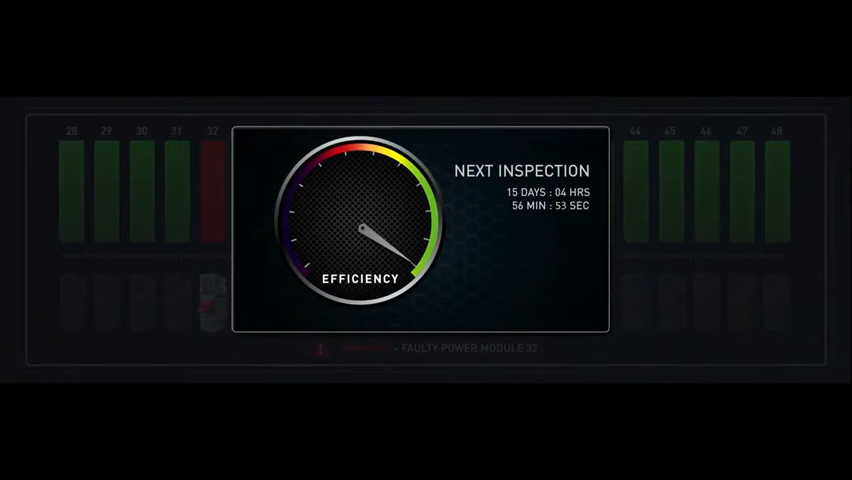 28 29 30 31 32 44 45 46 47 48
NEXT INSPECTION
15 DAYS : 04 HRS
56 MIN : 53 SEC
EFFICIENCY
- FAULTY POWER MODULE 32